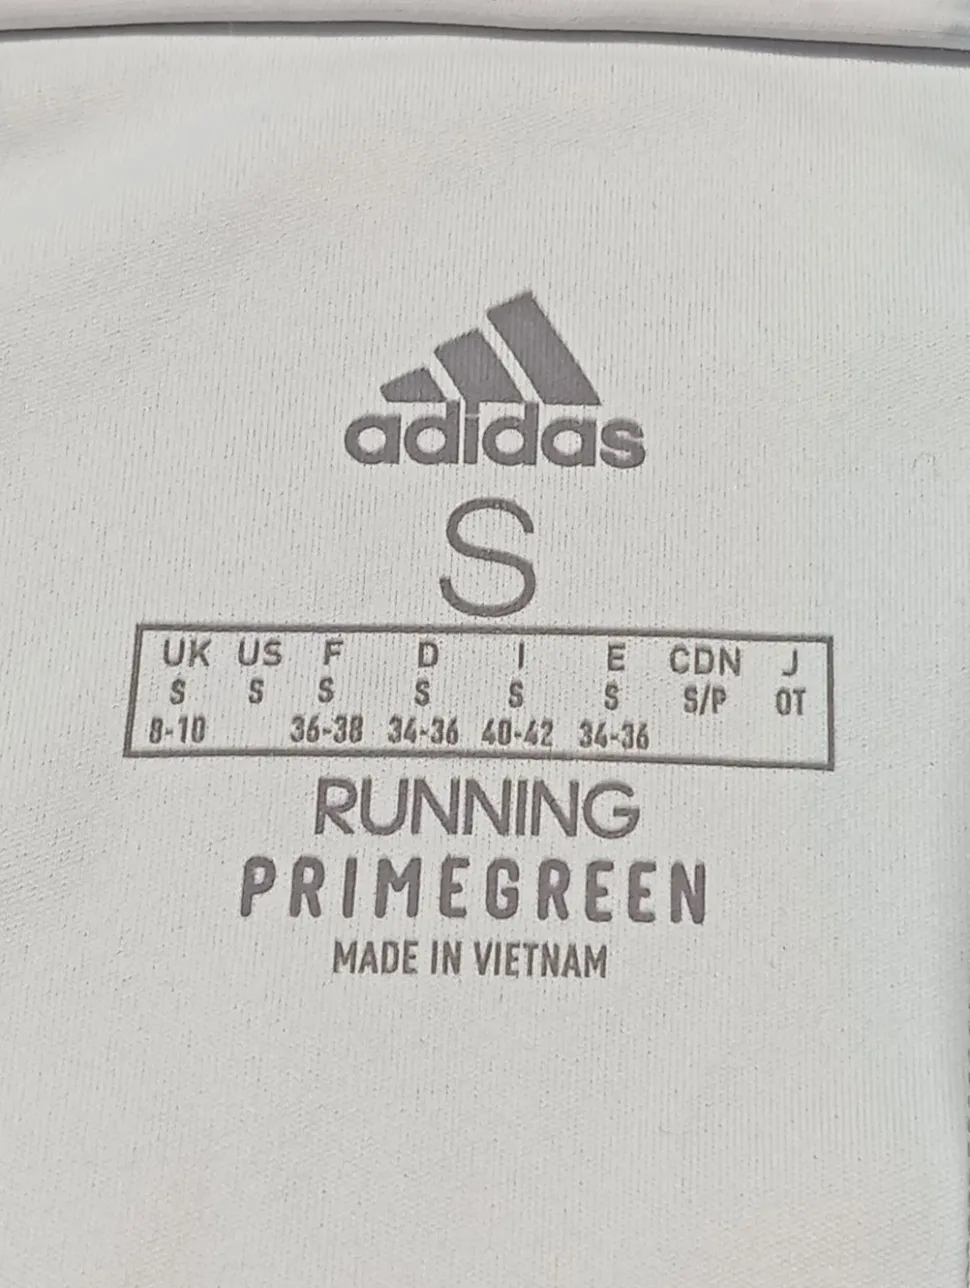 adidas
S
UK US F D I E CDN J
S S S S S S S/P OT
8-10 36-38 34-36 40-42 34-36
RUNNING
PRIMEGREEN
MADE IN VIETNAM